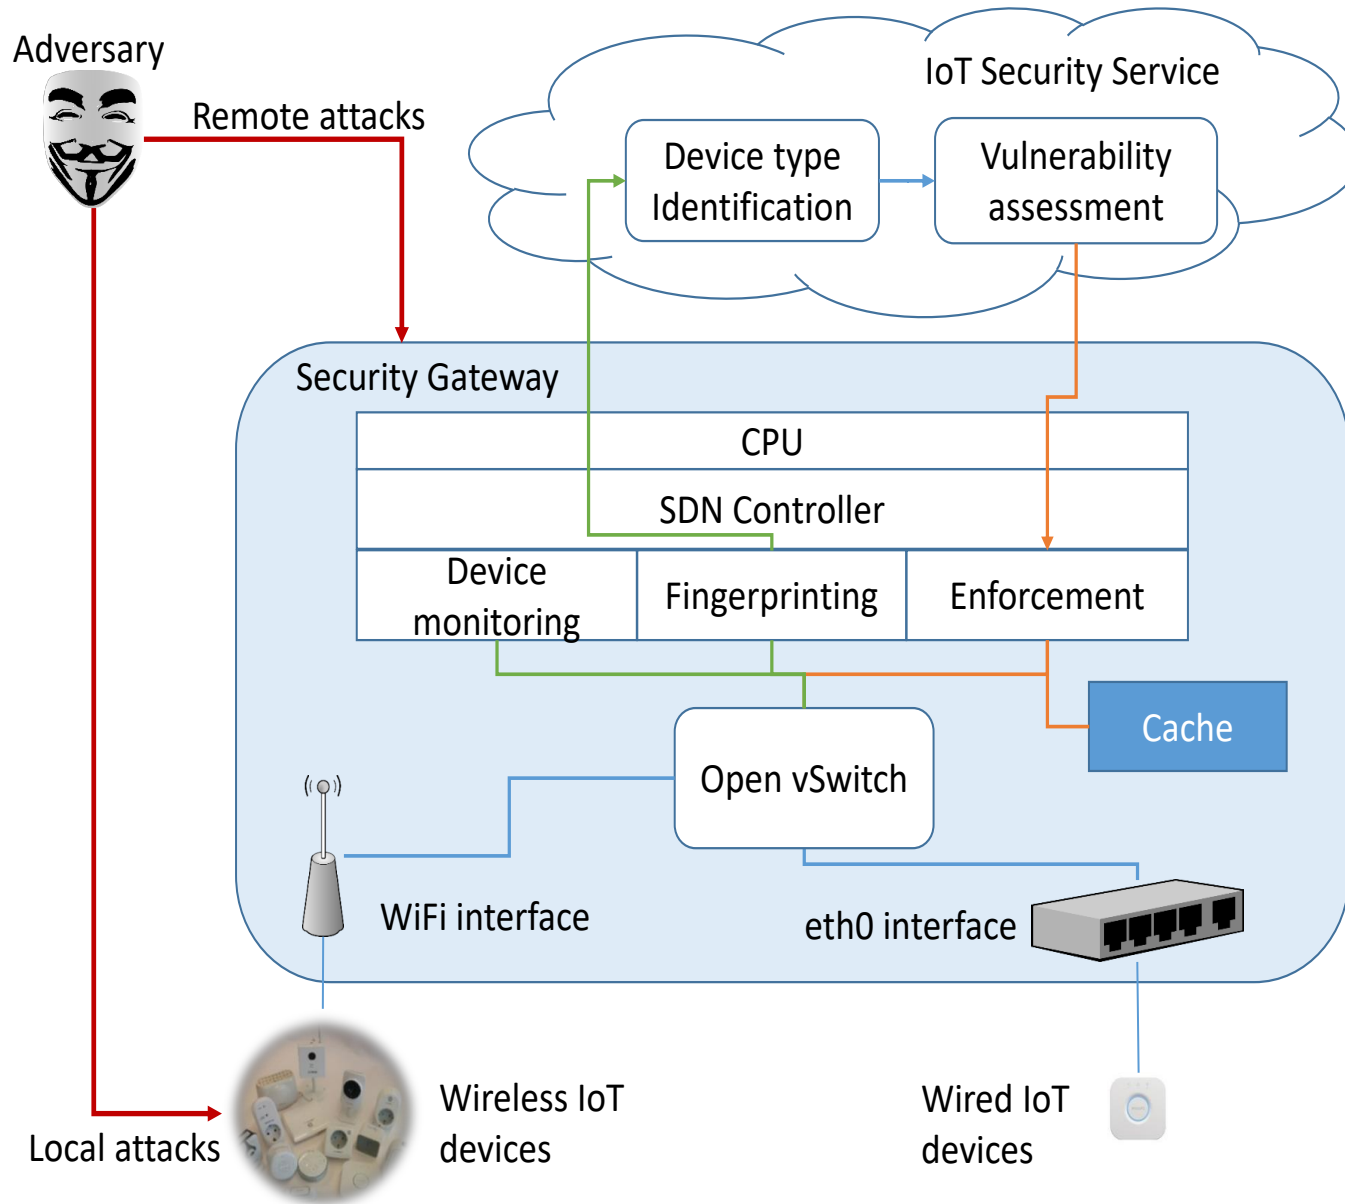 Adversary
Remote attacks
IoT Security Service
Device type
Identification
Vulnerability
assessment
Security Gateway
CPU
SDN Controller
Device
monitoring
Fingerprinting
Enforcement
Cache
Open vSwitch
WiFi interface
eth0 interface
Wireless IoT
devices
Wired IoT
devices
Local attacks